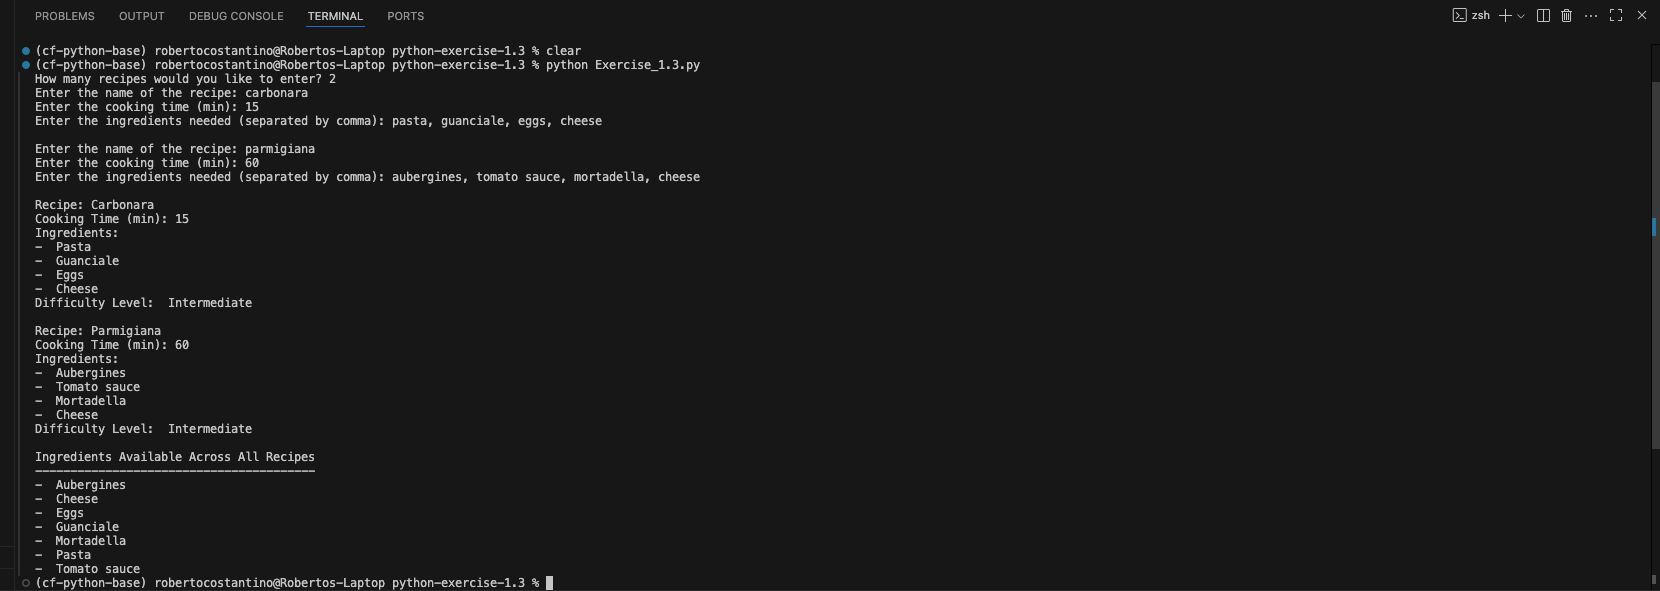 PROBLEMS OUTPUT DEBUG CONSOLE TERMINAL PORTS zsh
(cf-python-base) robertocostantino@Robertos-Laptop python-exercise-1.3 % clear
(cf-python-base) robertocostantino@Robertos-Laptop python-exercise-1.3 % python Exercise_1.3.py
How many recipes would you like to enter? 2
Enter the name of the recipe: carbonara
Enter the cooking time (min): 15
Enter the ingredients needed (separated by comma): pasta, guanciale, eggs, cheese
Enter the name of the recipe: parmigiana
Enter the cooking time (min): 60
Enter the ingredients needed (separated by comma): aubergines, tomato sauce, mortadella, cheese
Recipe: Carbonara
Cooking Time (min): 15
Ingredients:
-  Pasta
-  Guanciale
-  Eggs
-  Cheese
Difficulty Level:  Intermediate
Recipe: Parmigiana
Cooking Time (min): 60
Ingredients:
-  Aubergines
-  Tomato sauce
-  Mortadella
-  Cheese
Difficulty Level:  Intermediate
Ingredients Available Across All Recipes
----------------------------------------
-  Aubergines
-  Cheese
-  Eggs
-  Guanciale
-  Mortadella
-  Pasta
-  Tomato sauce
(cf-python-base) robertocostantino@Robertos-Laptop python-exercise-1.3 %